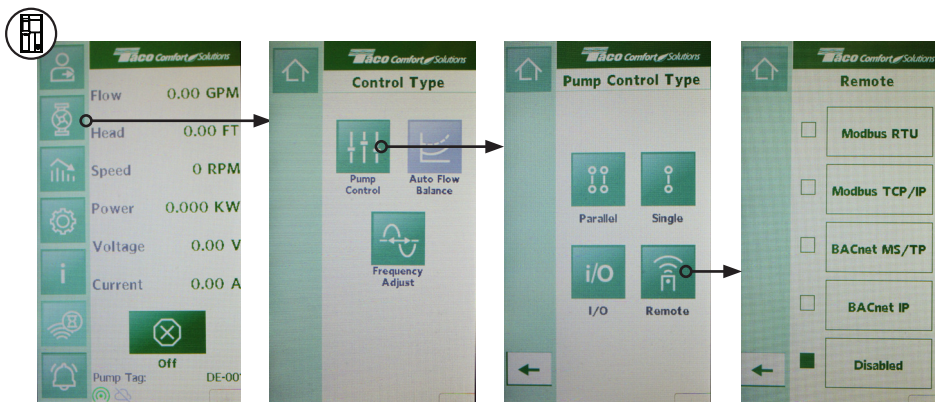 Taco Comfort Solutions
Flow 0.00 GPM
Head 0.00 FT
Speed 0 RPM
Power 0.000 KW
Voltage 0.00 V
Current 0.00 A
i
Off
Pump Tag: DE-001
Taco Comfort Solutions
Control Type
Pump Control
Auto Flow Balance
Frequency Adjust
Taco Comfort Solutions
Pump Control Type
Parallel
Single
i/O
I/O
Remote
Taco Comfort Solutions
Remote
Modbus RTU
Modbus TCP/IP
BACnet MS/TP
BACnet IP
Disabled